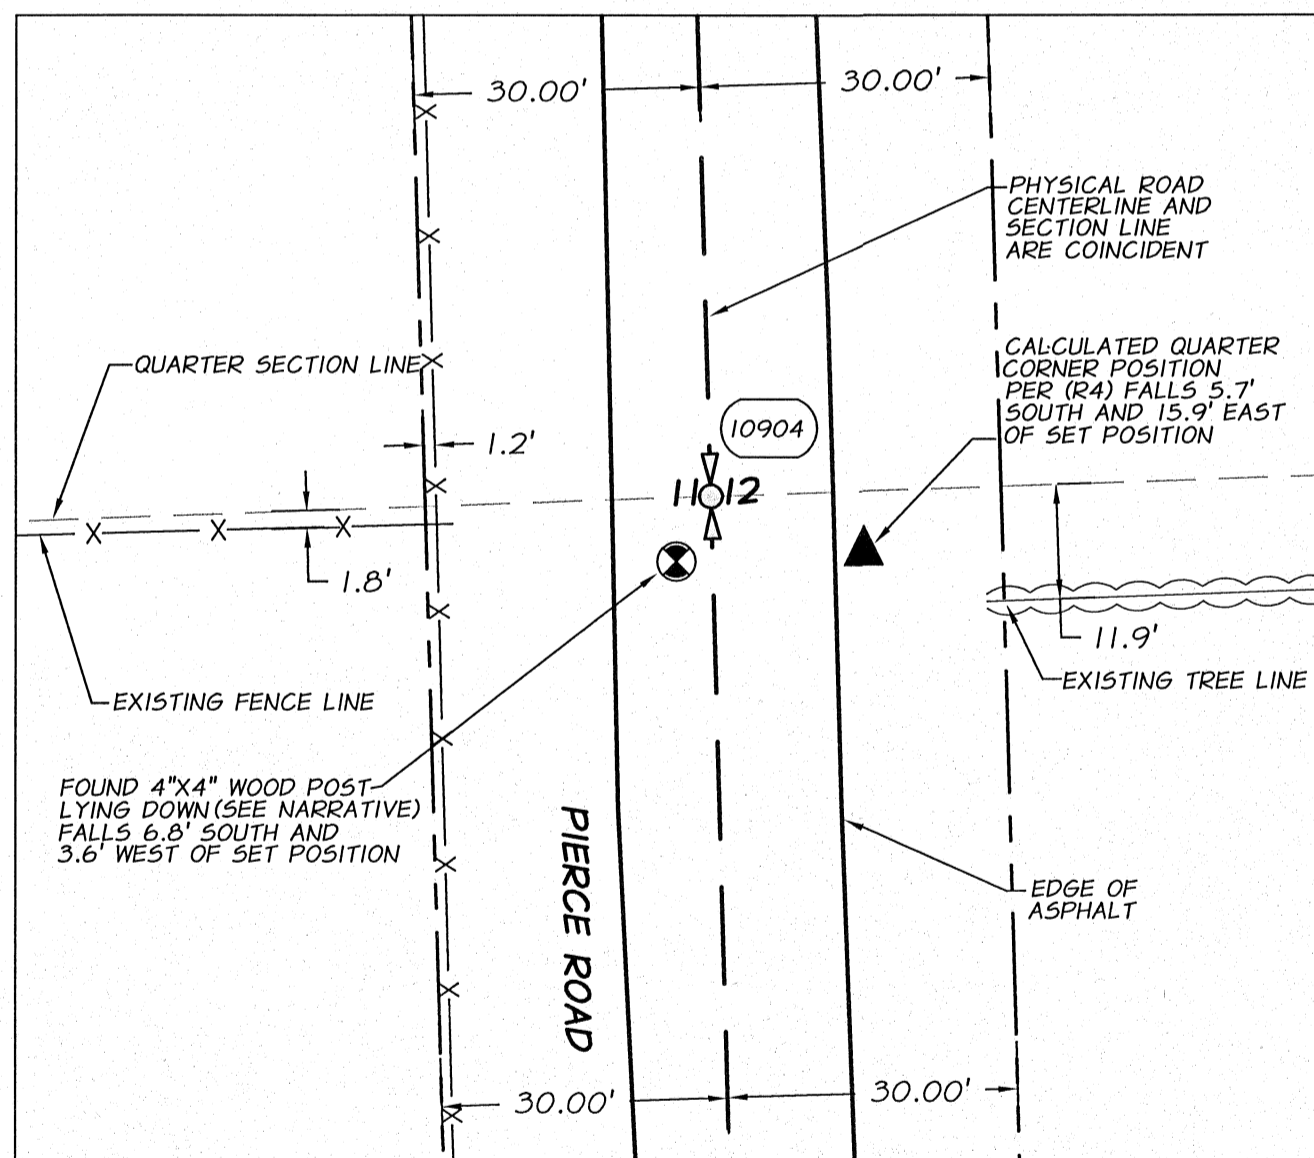 30.00'
30.00'
PHYSICAL ROAD
CENTERLINE AND
SECTION LINE
ARE COINCIDENT
QUARTER SECTION LINE
CALCULATED QUARTER
CORNER POSITION
PER (R4) FALLS 5.7'
SOUTH AND 15.9' EAST
OF SET POSITION
10904
1.2'
11 12
1.8'
11.9'
EXISTING TREE LINE
EXISTING FENCE LINE
FOUND 4"X4" WOOD POST
LYING DOWN (SEE NARRATIVE)
FALLS 6.8' SOUTH AND
3.6' WEST OF SET POSITION
PIERCE ROAD
EDGE OF
ASPHALT
30.00'
30.00'